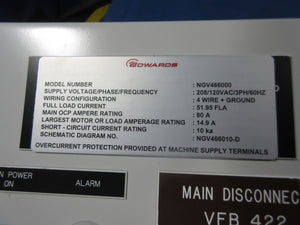 EDWARDS
MODEL NUMBER : NGV466000
SUPPLY VOLTAGE/PHASE/FREQUENCY : 208/120VAC/3PH/60HZ
WIRING CONFIGURATION : 4 WIRE + GROUND
FULL LOAD CURRENT : 51.95 FLA
MAIN OCP AMPERE RATING : 80 A
LARGEST MOTOR OR LOAD AMPERAGE RATING : 14.9 A
SHORT - CIRCUIT CURRENT RATING : 10 ka
SCHEMATIC DIAGRAM NO. : NGV466010-D
OVERCURRENT PROTECTION PROVIDED AT MACHINE SUPPLY TERMINALS
N POWER
ON
ALARM
MAIN DISCONNEC
VFB 422